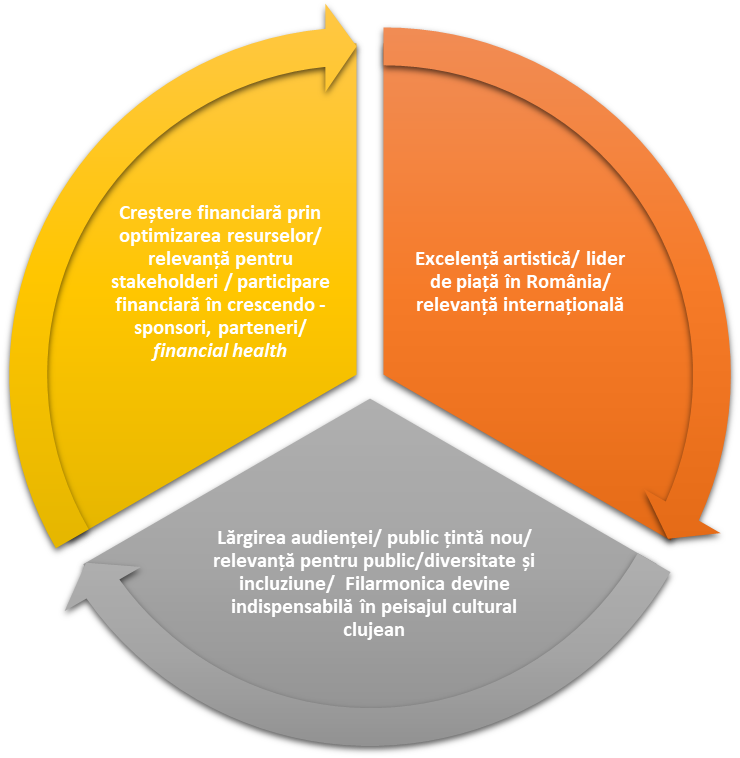 Creștere financiară prin
optimizarea resurselor/
relevanță pentru
stakeholderi / participare
financiară în crescendo -
sponsori, parteneri/
financial health
Excelență artistică/ lider
de piață în România/
relevanță internațională
Lărgirea audienței/ public țintă nou/
relevanță pentru public/diversitate și
incluziune/ Filarmonica devine
indispensabilă în peisajul cultural
clujean